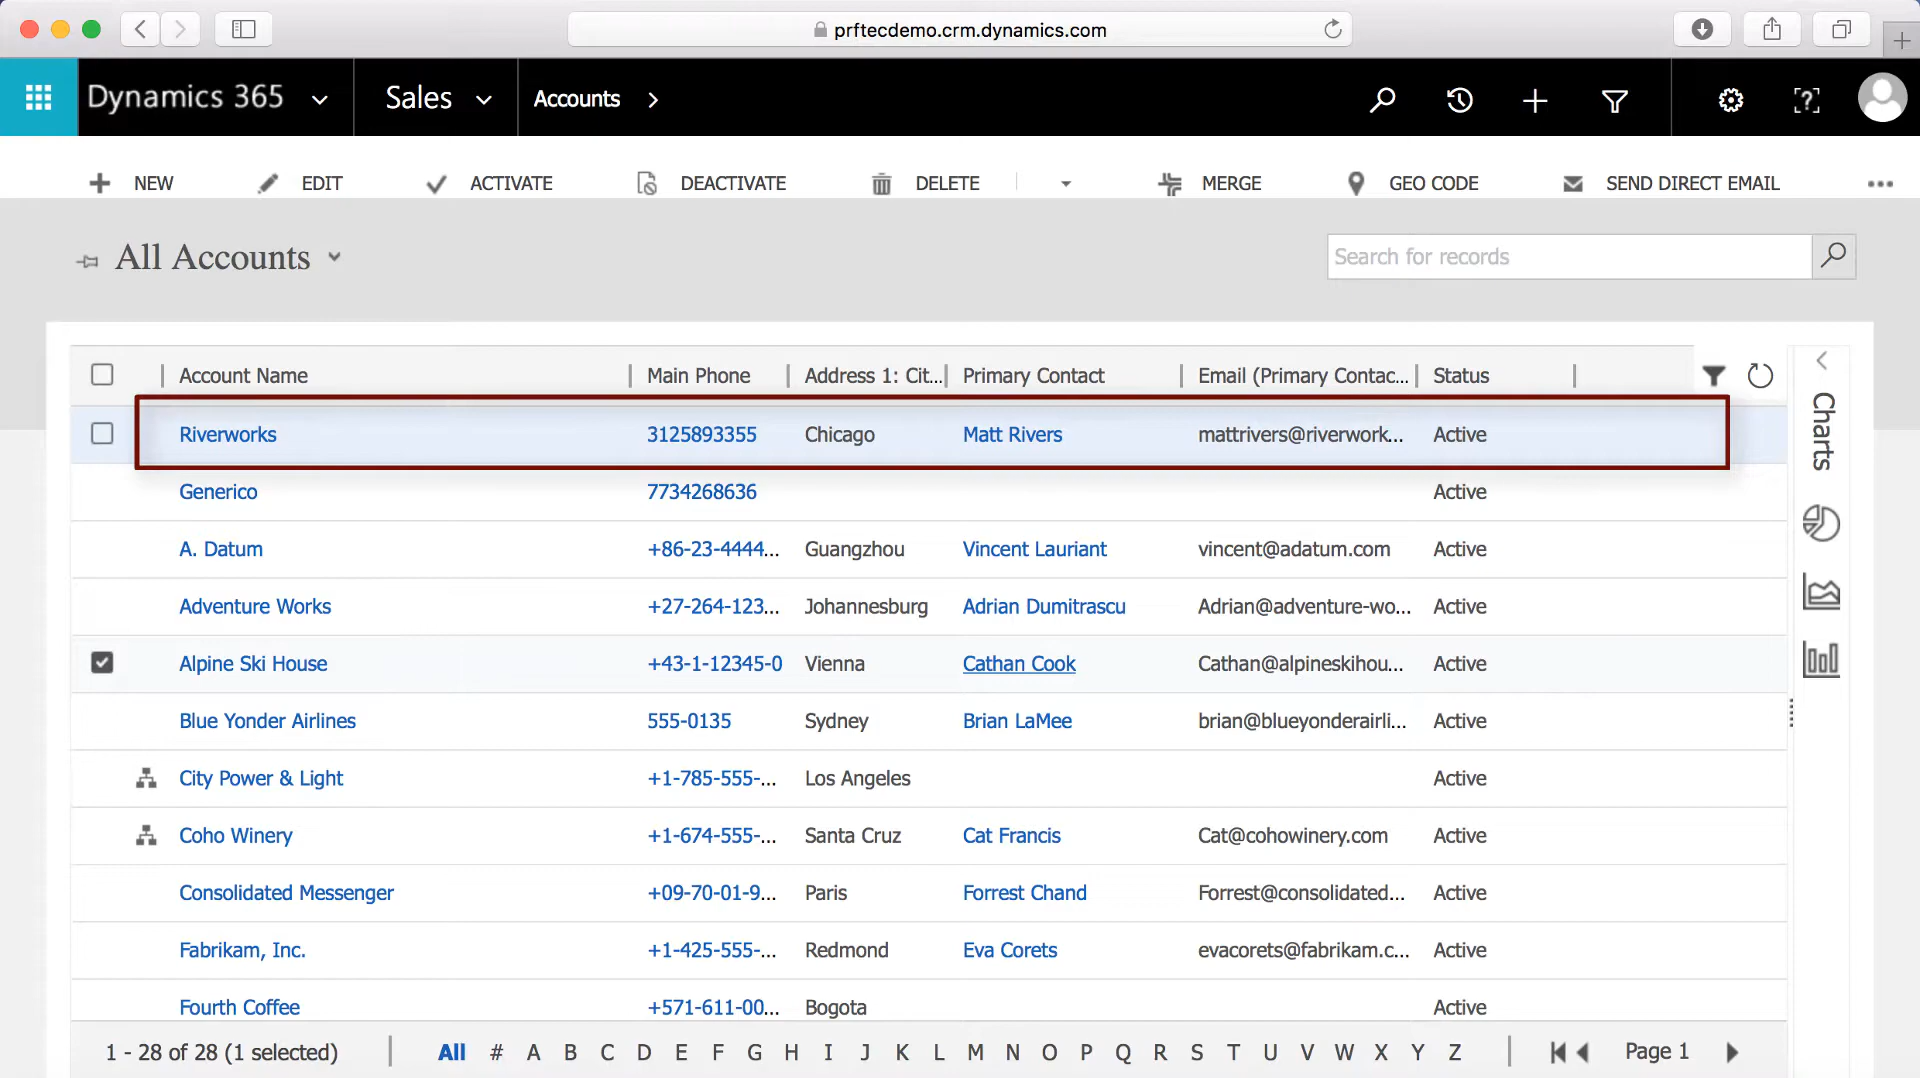 prftecdemo.crm.dynamics.com
Dynamics 365 Sales Accounts
NEW EDIT ACTIVATE DEACTIVATE DELETE MERGE GEO CODE SEND DIRECT EMAIL •••
All Accounts
Search for records
Account Name Main Phone Address 1: Cit... Primary Contact Email (Primary Contac... Status
Charts
Riverworks 3125893355 Chicago Matt Rivers mattrivers@riverwork... Active
Generico 7734268636 Active
A. Datum +86-23-4444... Guangzhou Vincent Lauriant vincent@adatum.com Active
Adventure Works +27-264-123... Johannesburg Adrian Dumitrascu Adrian@adventure-wo... Active
Alpine Ski House +43-1-12345-0 Vienna Cathan Cook Cathan@alpineskihou... Active
Blue Yonder Airlines 555-0135 Sydney Brian LaMee brian@blueyonderairli... Active
City Power & Light +1-785-555-... Los Angeles Active
Coho Winery +1-674-555-... Santa Cruz Cat Francis Cat@cohowinery.com Active
Consolidated Messenger +09-70-01-9... Paris Forrest Chand Forrest@consolidated... Active
Fabrikam, Inc. +1-425-555-... Redmond Eva Corets evacorets@fabrikam.c... Active
Fourth Coffee +571-611-00... Bogota Active
1 - 28 of 28 (1 selected) All # A B C D E F G H I J K L M N O P Q R S T U V W X Y Z Page 1